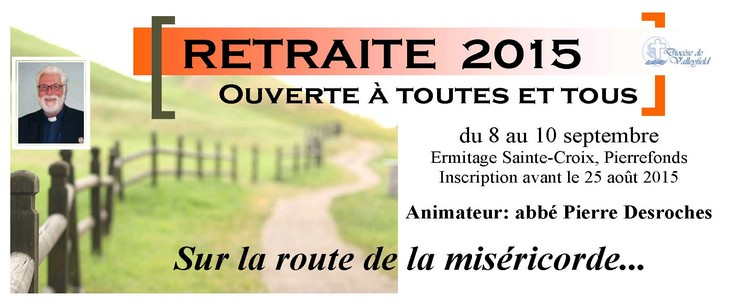 RETRAITE 2015
Diocèse de
Valleyfield
OUVERTE À TOUTES ET TOUS
du 8 au 10 septembre
Ermitage Sainte-Croix, Pierrefonds
Inscription avant le 25 août 2015
Animateur: abbé Pierre Desroches
Sur la route de la miséricorde...